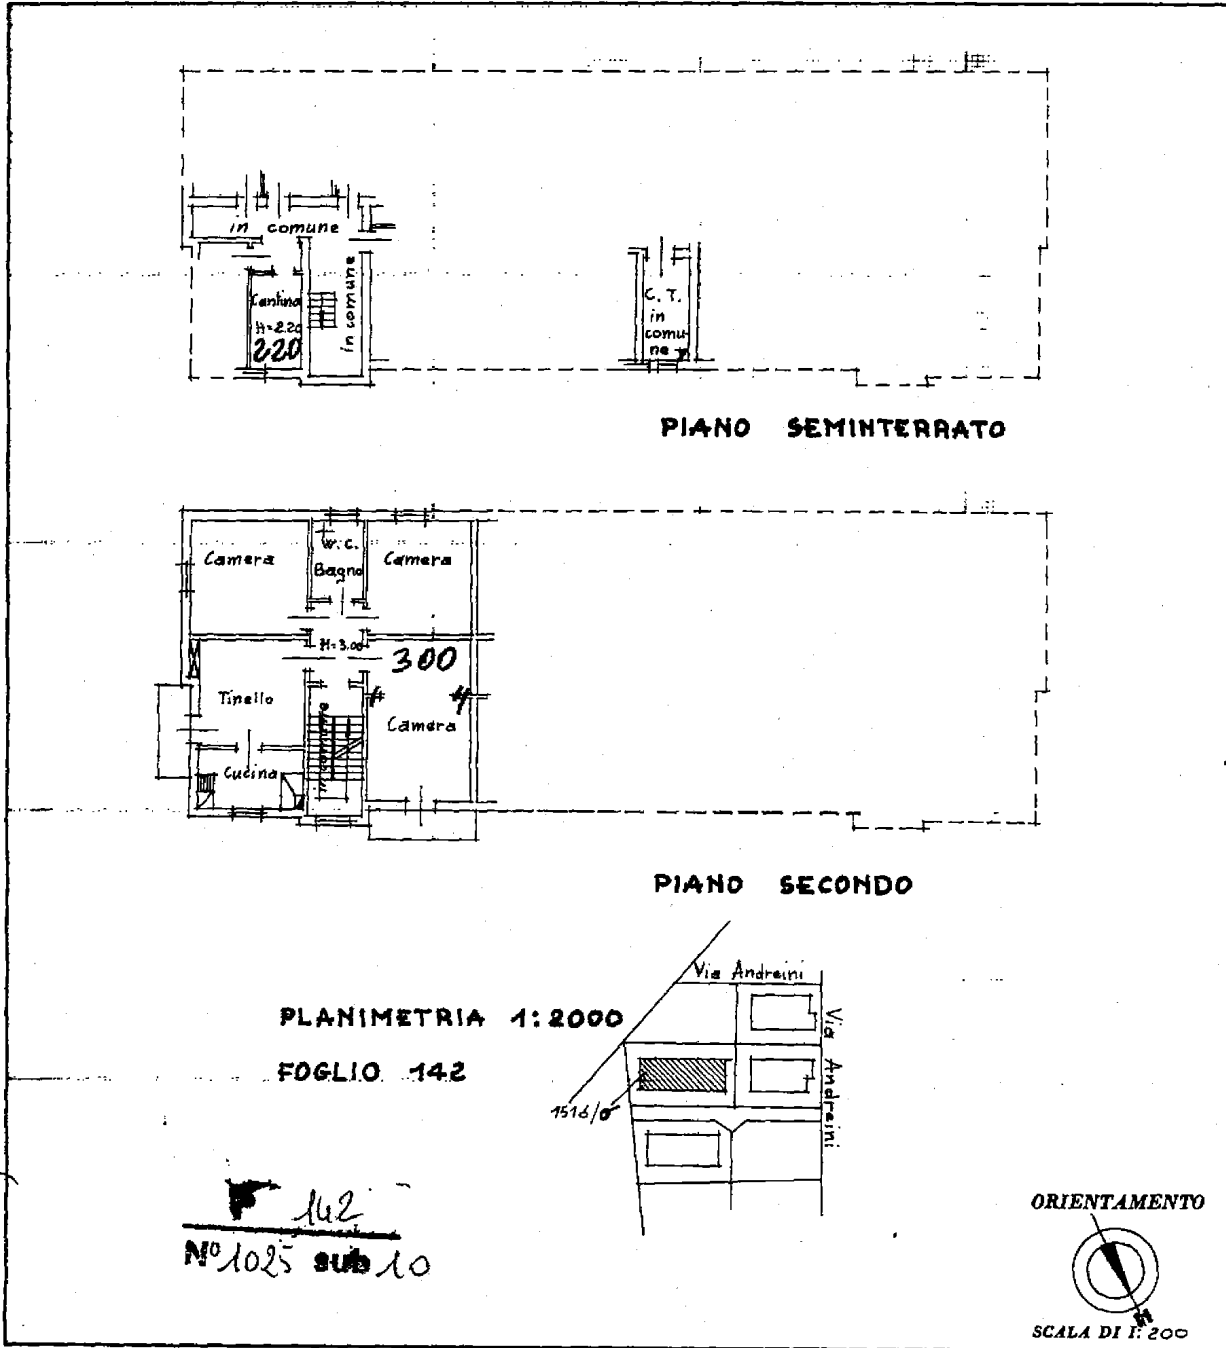 in comune
in comune
Cantina
H=2.20
220
C. T.
in
comu-
ne
PIANO SEMINTERRATO
Camera
W.C.
Bagno
Camera
H=3.00
300
Tinello
Camera
in comune
Cucina
PIANO SECONDO
Via Andreini
Via Andreini
PLANIMETRIA 1:2000
FOGLIO 142
F 142
N° 1025 sub 10
ORIENTAMENTO
N
SCALA DI 1:200